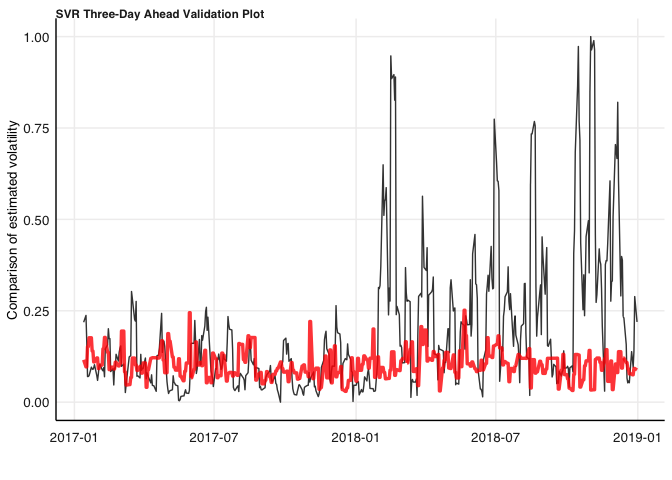 SVR Three-Day Ahead Validation Plot
Comparison of estimated volatility
1.00
0.75
0.50
0.25
0.00
2017-01 2017-07 2018-01 2018-07 2019-01